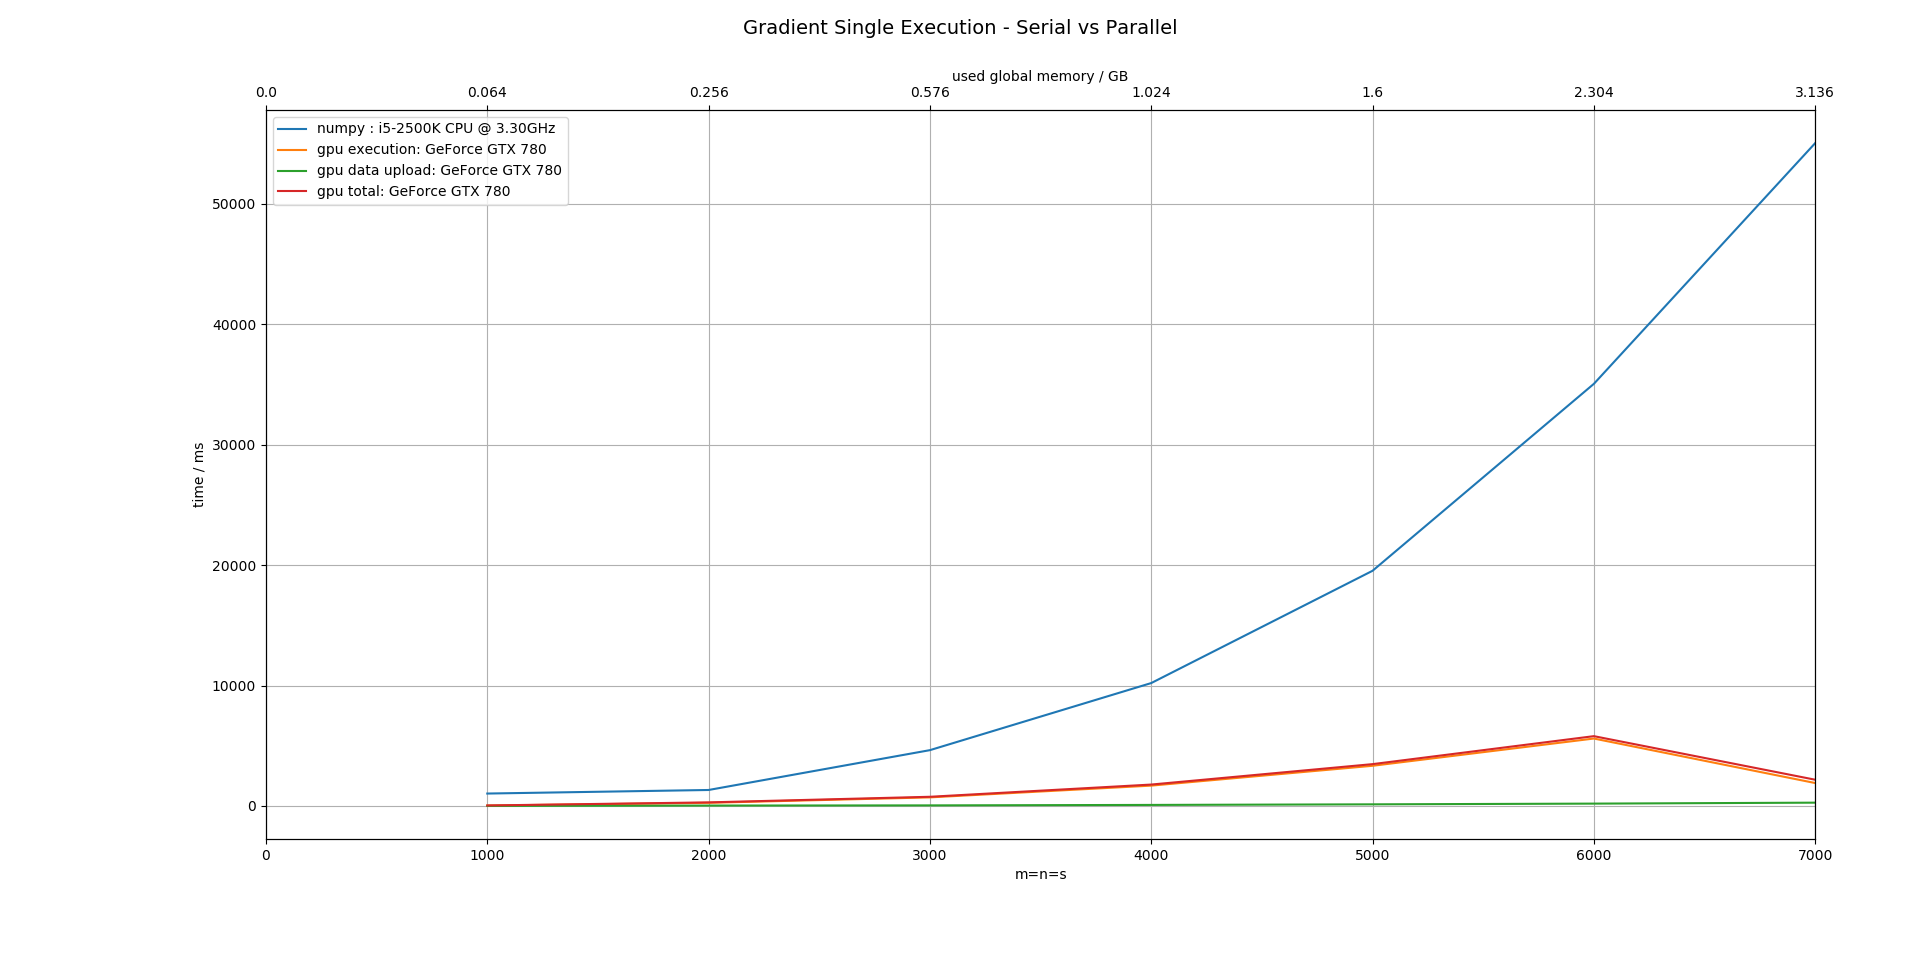 Gradient Single Execution - Serial vs Parallel
used global memory / GB
0.0 0.064 0.256 0.576 1.024 1.6 2.304 3.136
numpy : i5-2500K CPU @ 3.30GHz
gpu execution: GeForce GTX 780
gpu data upload: GeForce GTX 780
gpu total: GeForce GTX 780
50000
40000
30000
20000
10000
0
time / ms
0 1000 2000 3000 4000 5000 6000 7000
m=n=s